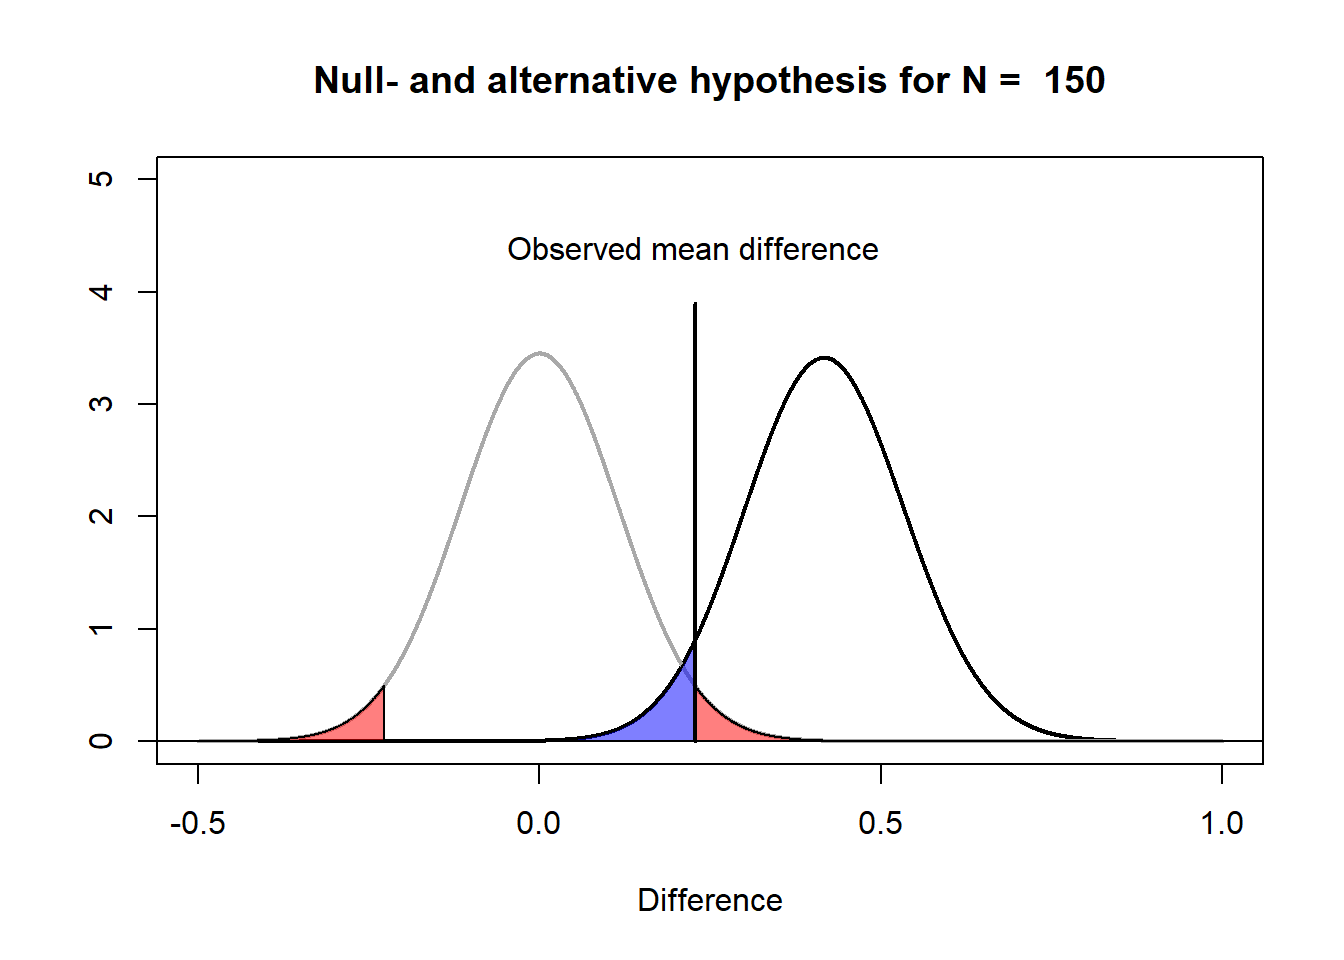 Null- and alternative hypothesis for N =  150
5
Observed mean difference
4
3
2
1
0
-0.5 0.0 0.5 1.0
Difference